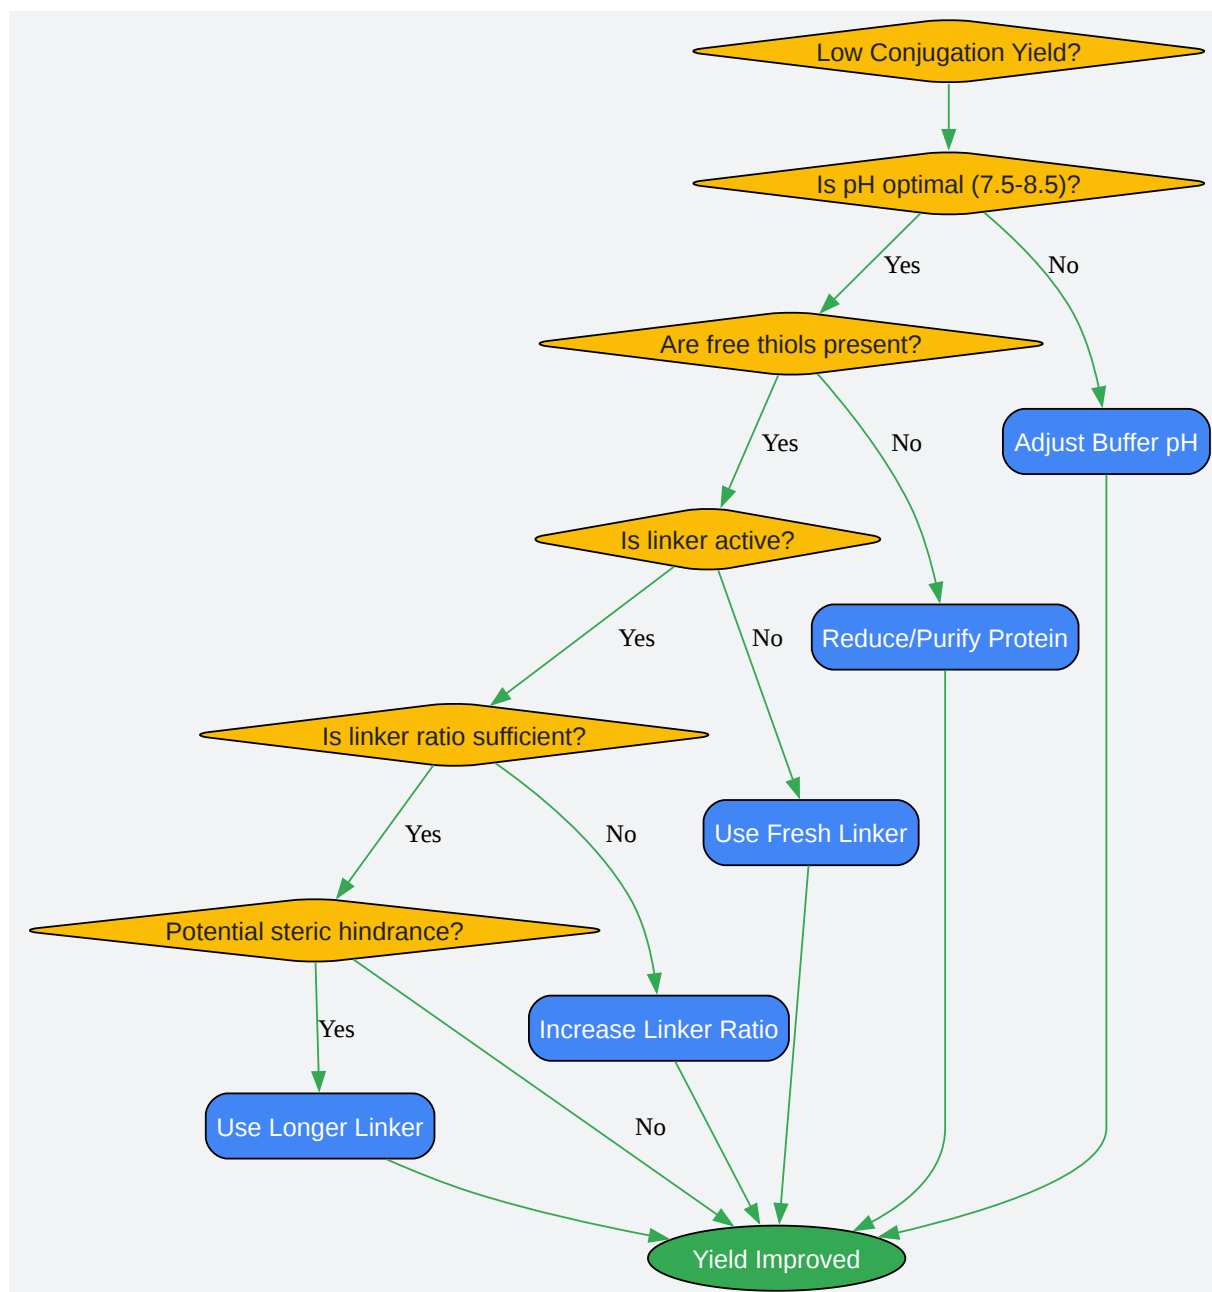 Low Conjugation Yield?
Is pH optimal (7.5-8.5)?
Yes
No
Are free thiols present?
Yes
No
Adjust Buffer pH
Is linker active?
Yes
No
Reduce/Purify Protein
Is linker ratio sufficient?
Yes
No
Use Fresh Linker
Potential steric hindrance?
Yes
Increase Linker Ratio
Use Longer Linker
No
Yield Improved